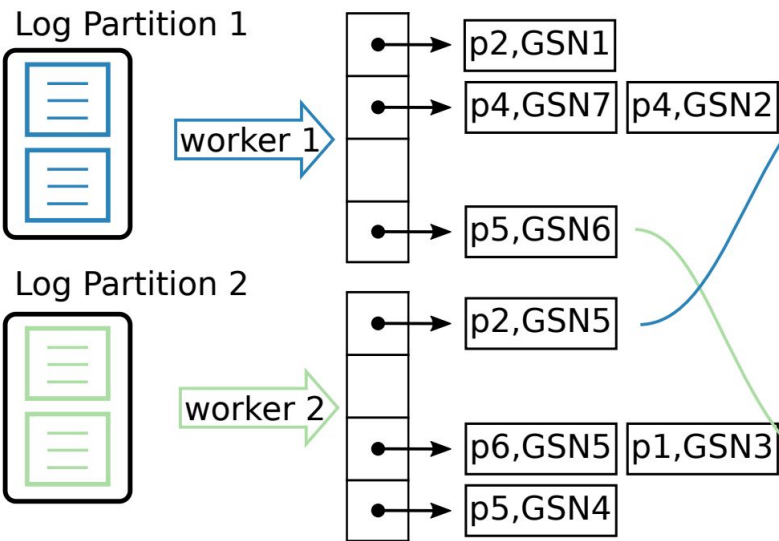 Log Partition 1
worker 1
p2,GSN1
p4,GSN7 p4,GSN2
p5,GSN6
Log Partition 2
worker 2
p2,GSN5
p6,GSN5 p1,GSN3
p5,GSN4